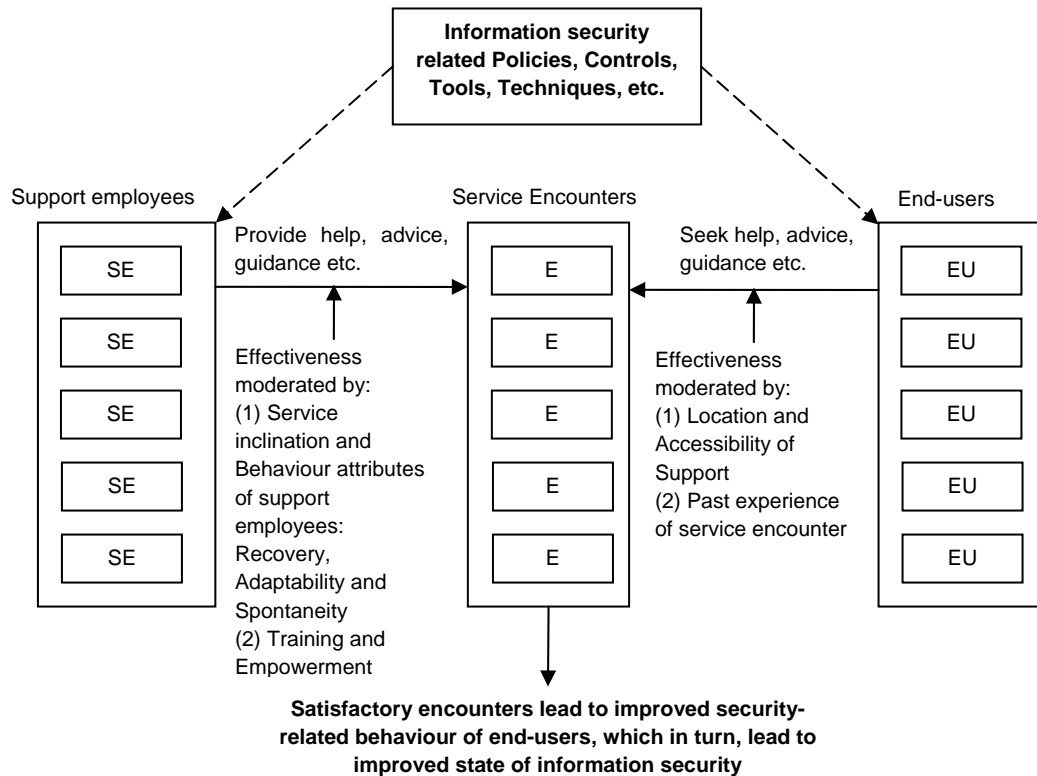 Information security
related Policies, Controls,
Tools, Techniques, etc.
Support employees
Service Encounters
End-users
Provide help, advice,
guidance etc.
Seek help, advice,
guidance etc.
SE
SE
SE
SE
SE
E
E
E
E
E
EU
EU
EU
EU
EU
Effectiveness
moderated by:
(1) Service
inclination and
Behaviour attributes
of support
employees:
Recovery,
Adaptability and
Spontaneity
(2) Training and
Empowerment
Effectiveness
moderated by:
(1) Location and
Accessibility of
Support
(2) Past experience
of service encounter
Satisfactory encounters lead to improved security-
related behaviour of end-users, which in turn, lead to
improved state of information security